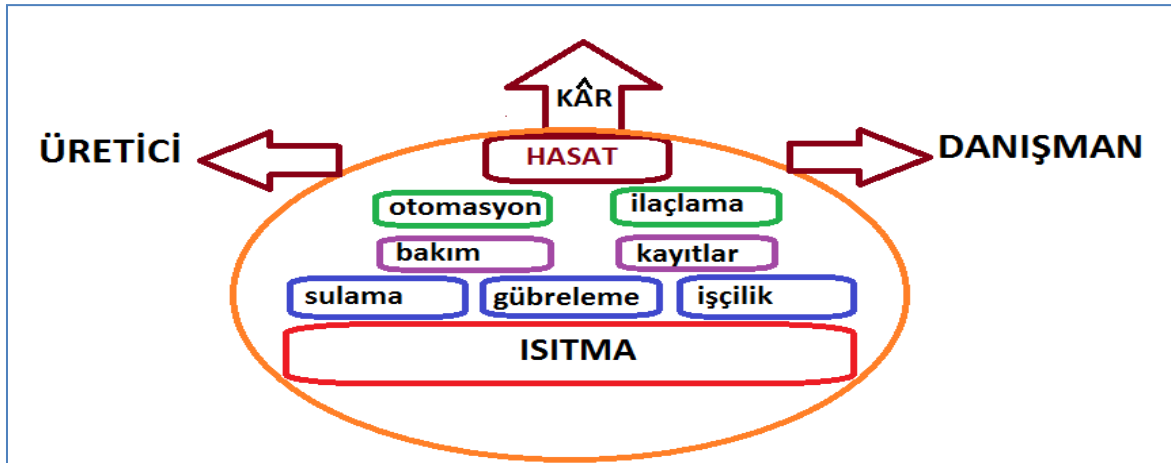 KÂR
ÜRETİCİ
HASAT
DANIŞMAN
otomasyon
ilaçlama
bakım
kayıtlar
sulama
gübreleme
işçilik
ISITMA